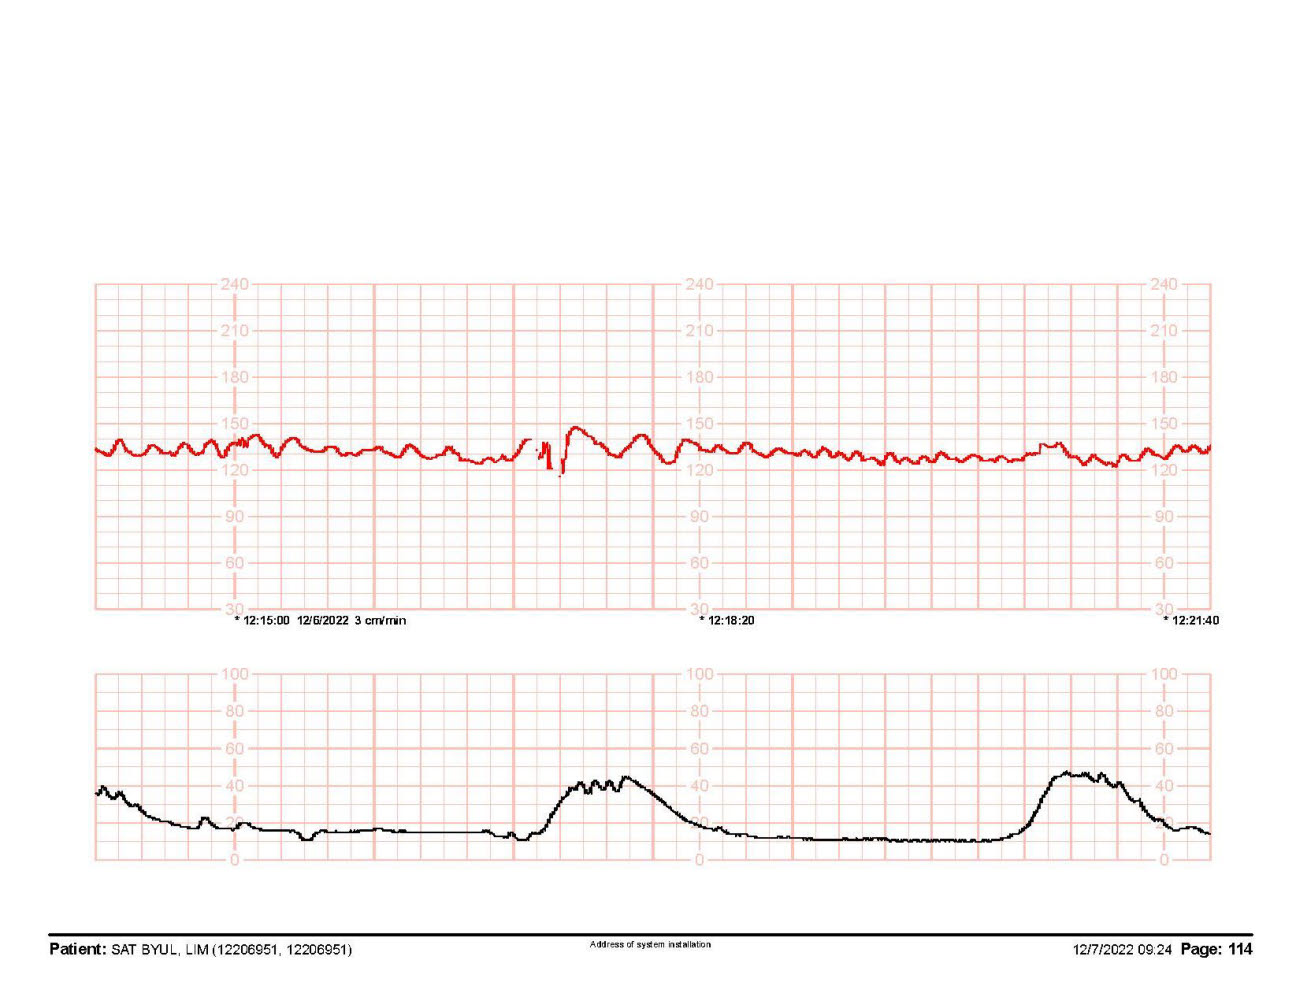 240 240 240
210 210 210
180 180 180
150 150 150
120 120 120
90 90 90
60 60 60
30 30 30
* 12:15:00 12/6/2022 3 cm/min * 12:18:20 * 12:21:40
100 100 100
80 80 80
60 60 60
40 40 40
20 20 20
0 0 0
Patient: SAT BYUL, LIM (12206951, 12206951) Address of system installation 12/7/2022 09:24 Page: 114